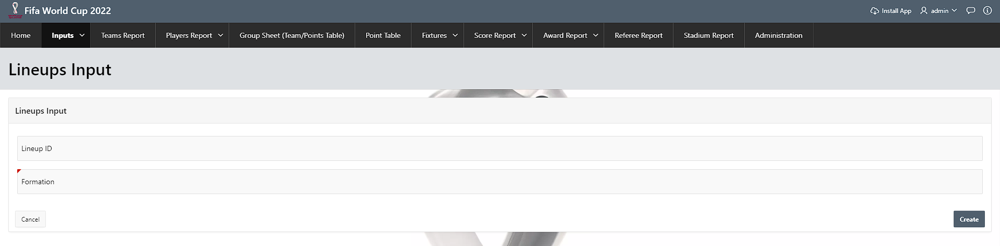 Fifa World Cup 2022
Install App
admin
Home
Inputs
Teams Report
Players Report
Group Sheet (Team/Points Table)
Point Table
Fixtures
Score Report
Award Report
Referee Report
Stadium Report
Administration
Lineups Input
Lineups Input
Lineup ID
Formation
Cancel
Create